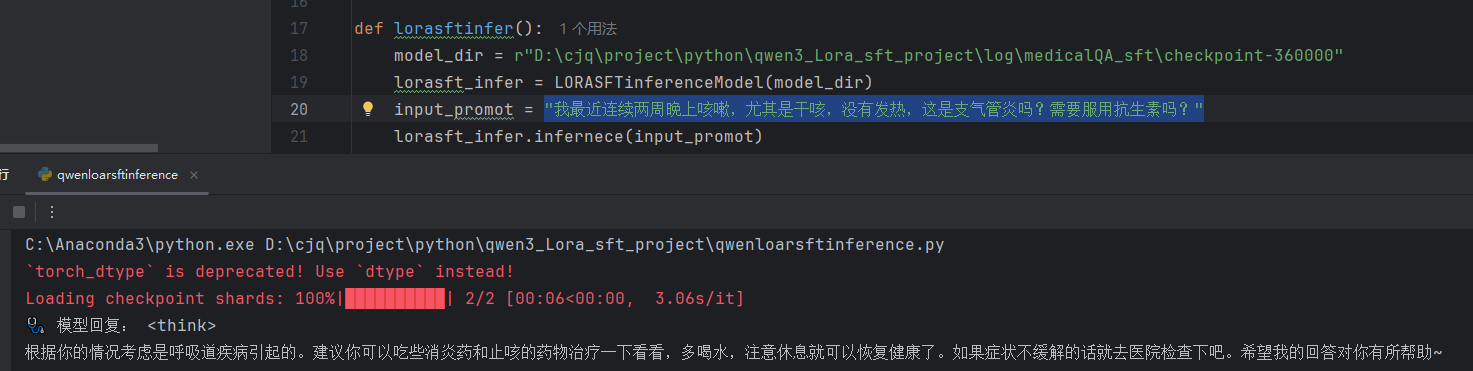 16
17 def lorasftinfer(): 1 个用法
18 model_dir = r"D:\cjq\project\python\qwen3_Lora_sft_project\log\medicalQA_sft\checkpoint-360000"
19 lorasft_infer = LORASFTinferenceModel(model_dir)
20 input_promot = "我最近连续两周晚上咳嗽，尤其是干咳，没有发热，这是支气管炎吗？需要服用抗生素吗？"
21 lorasft_infer.infernece(input_promot)
行 qwenloarsftinference ×
C:\Anaconda3\python.exe D:\cjq\project\python\qwen3_Lora_sft_project\qwenloarsftinference.py
`torch_dtype` is deprecated! Use `dtype` instead!
Loading checkpoint shards: 100%|██████████| 2/2 [00:06<00:00,  3.06s/it]
🩺 模型回复： <think>
根据你的情况考虑是呼吸道疾病引起的。建议你可以吃些消炎药和止咳的药物治疗一下看看，多喝水，注意休息就可以恢复健康了。如果症状不缓解的话就去医院检查下吧。希望我的回答对你有所帮助~